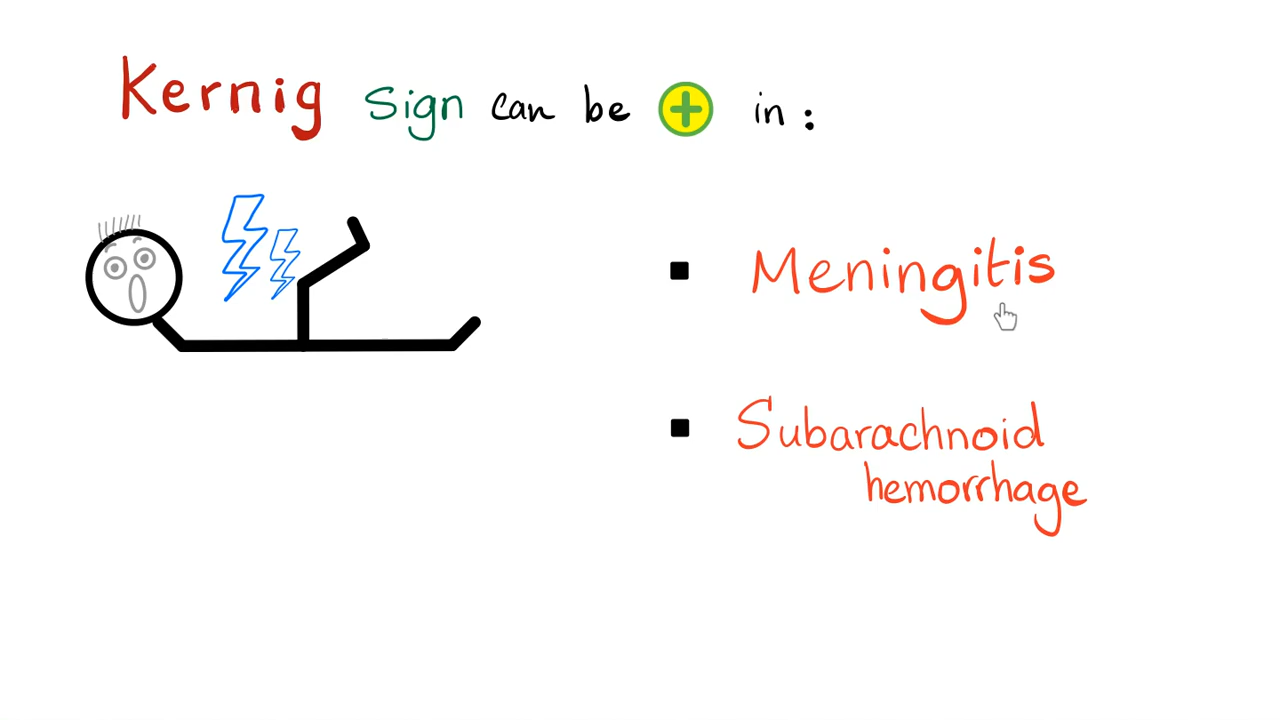 Kernig Sign can be + in :
▪ Meningitis
▪ Subarachnoid
hemorrhage